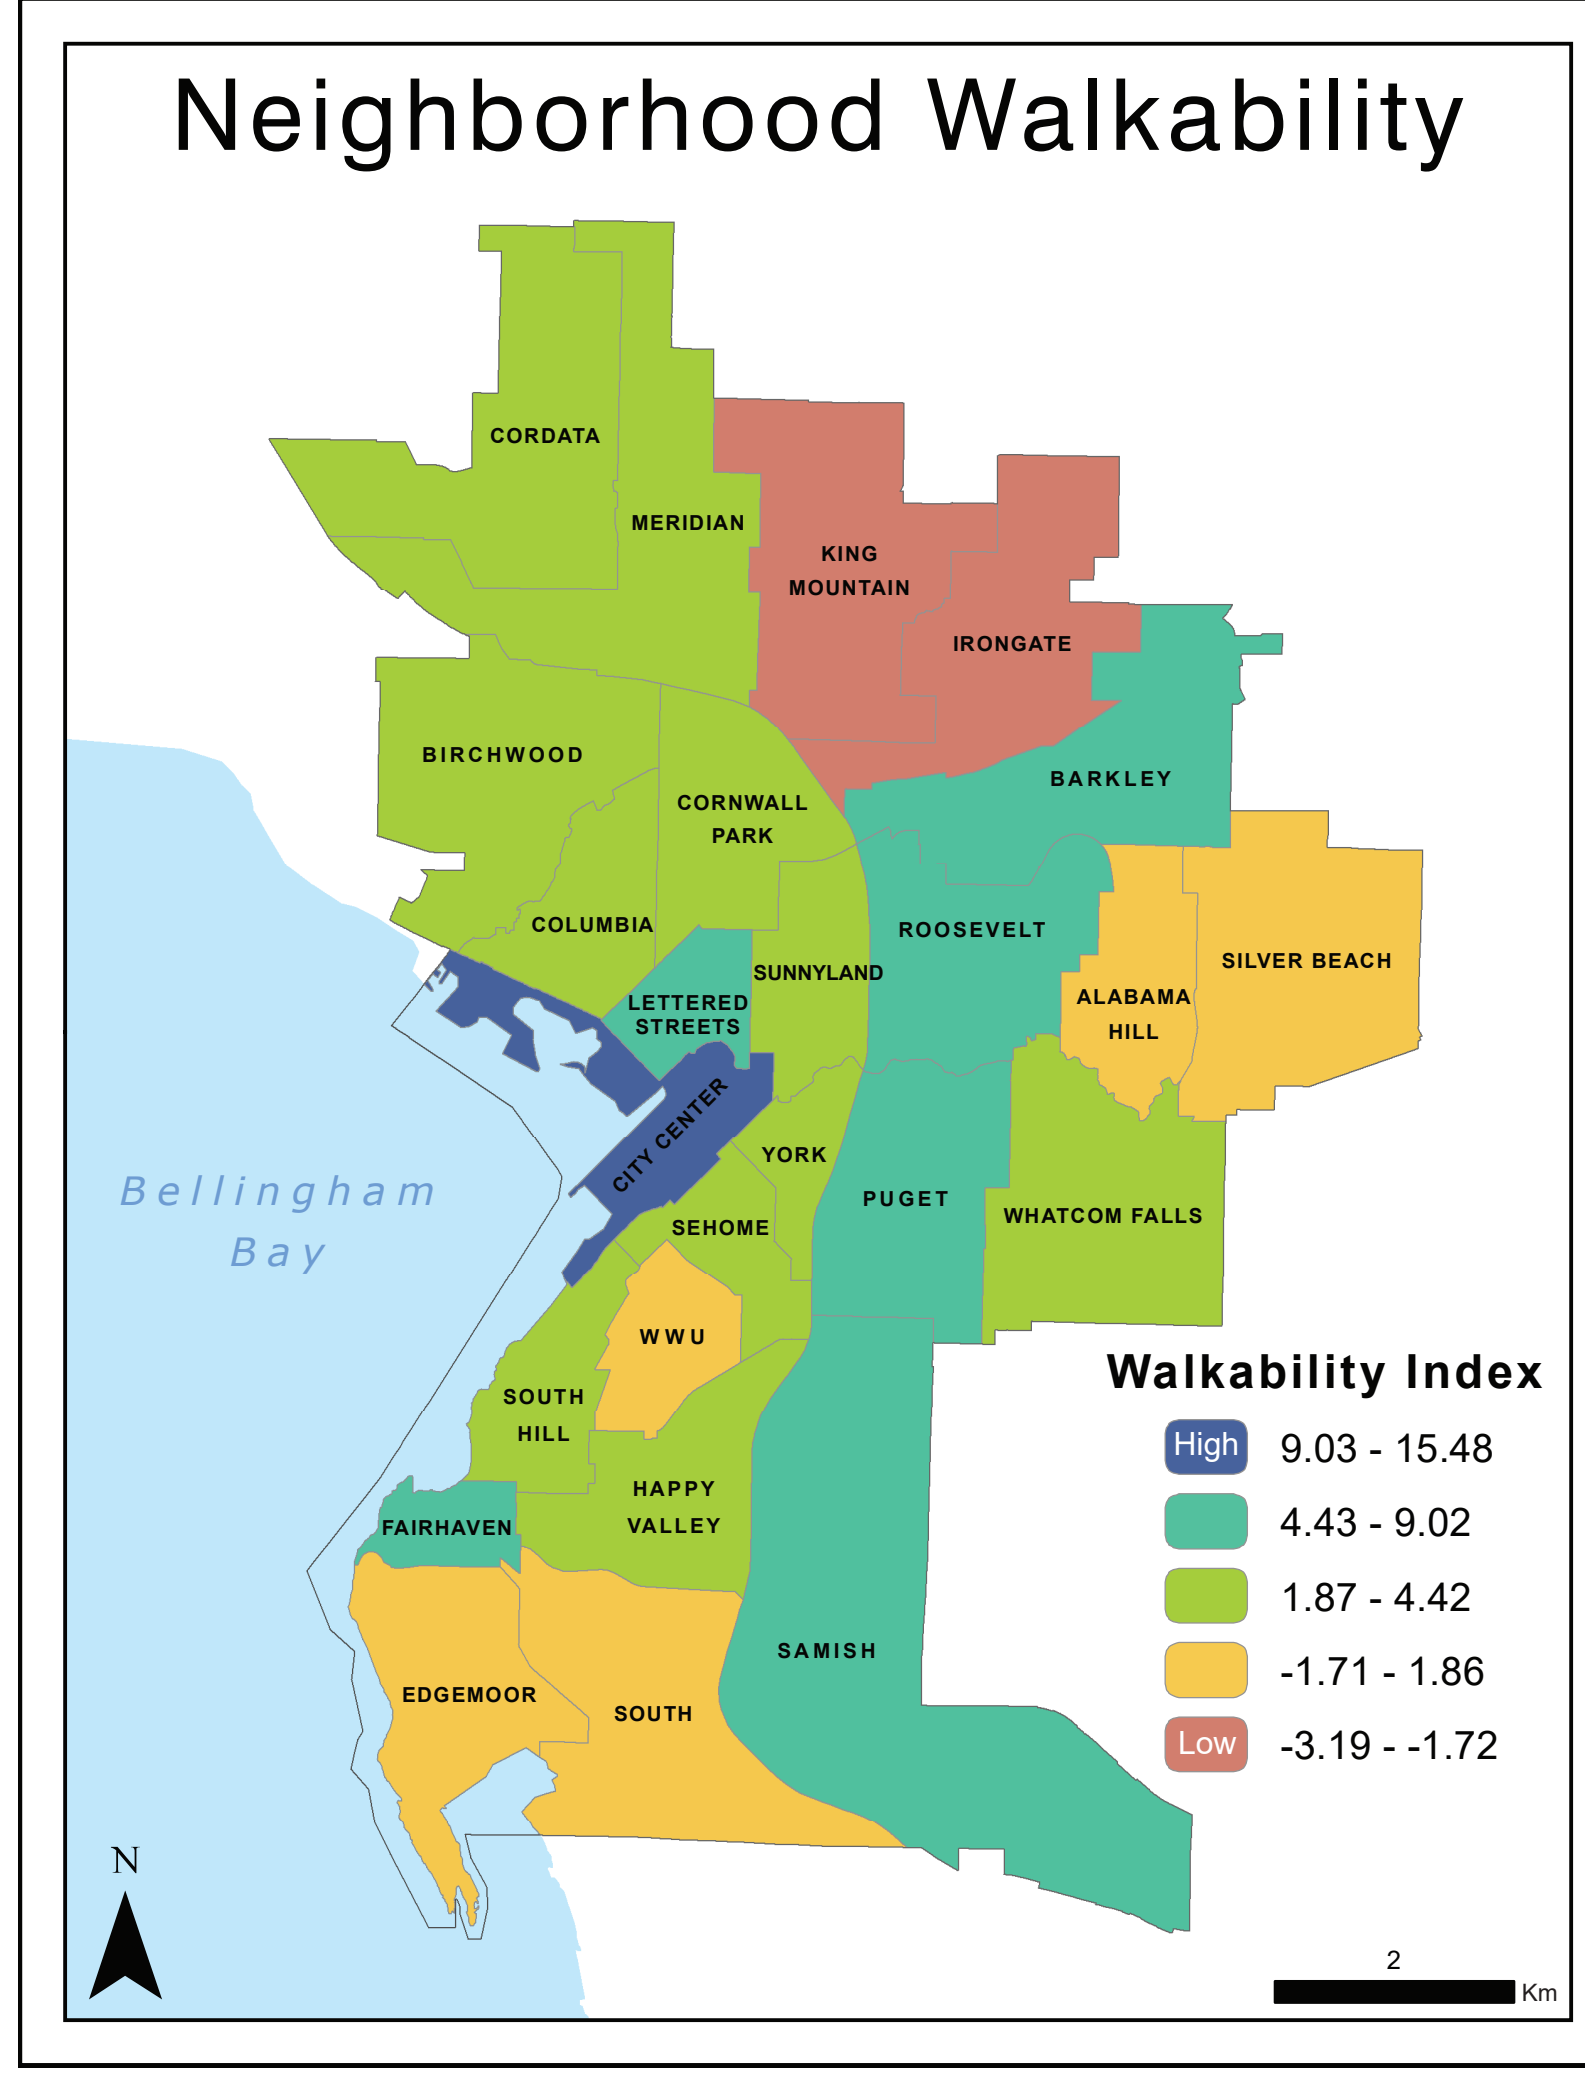 Neighborhood Walkability
CORDATA
MERIDIAN
KING
MOUNTAIN
IRONGATE
BIRCHWOOD
BARKLEY
CORNWALL
PARK
COLUMBIA
ROOSEVELT
SUNNYLAND
SILVER BEACH
LETTERED
STREETS
ALABAMA
HILL
CITY CENTER
YORK
Bellingham
Bay
PUGET
WHATCOM FALLS
SEHOME
WWU
SOUTH
HILL
HAPPY
VALLEY
FAIRHAVEN
SAMISH
EDGEMOOR
SOUTH
Walkability Index
High 9.03 - 15.48
4.43 - 9.02
1.87 - 4.42
-1.71 - 1.86
Low -3.19 - -1.72
N
2
Km